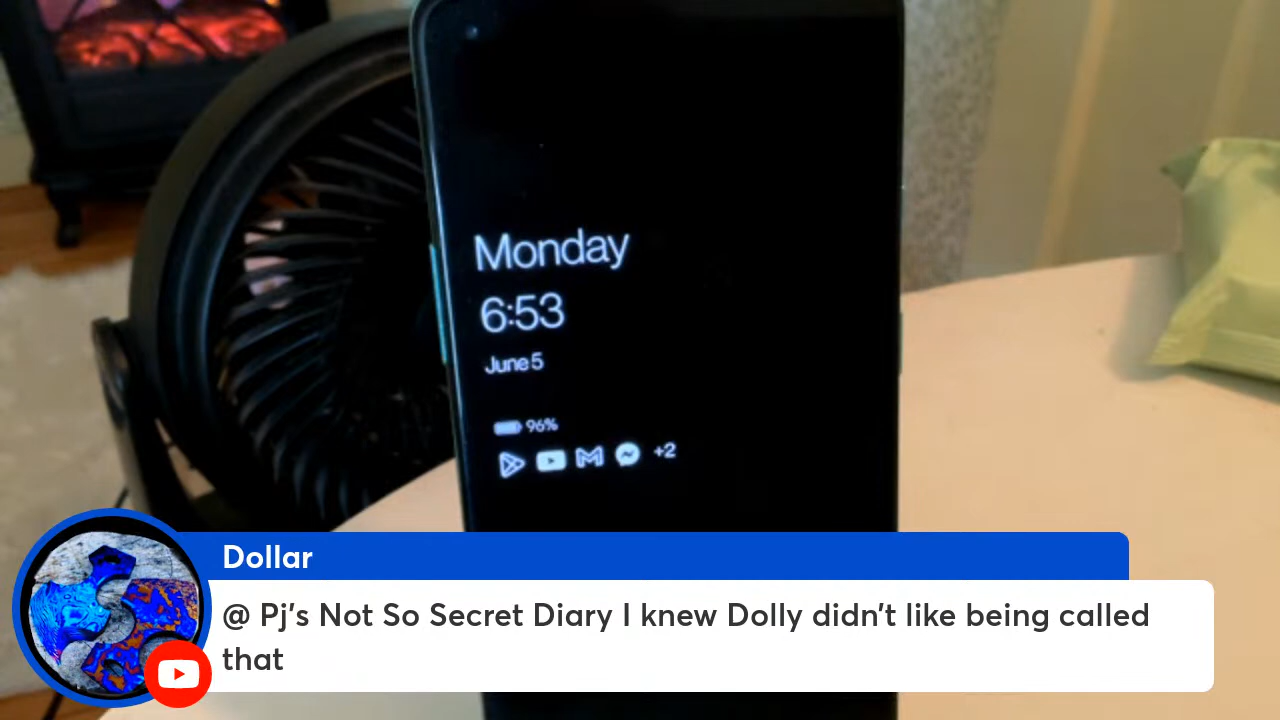 Monday
6:53
June 5
96%
+2
Dollar
@ Pj's Not So Secret Diary I knew Dolly didn't like being called
that